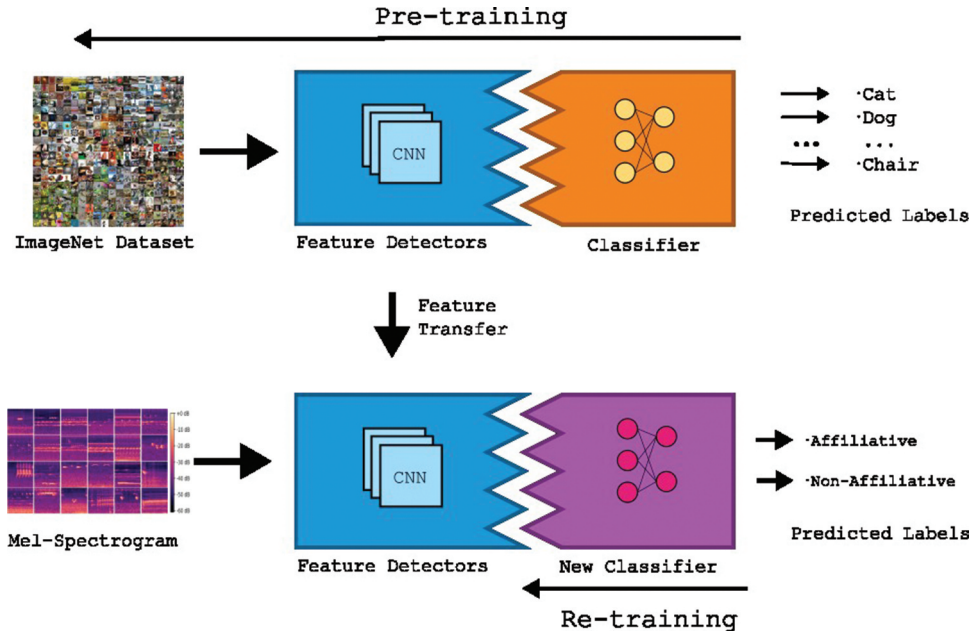 Pre-training
CNN
·Cat
·Dog
... ...
·Chair
Predicted Labels
ImageNet Dataset
Feature Detectors
Classifier
Feature
Transfer
CNN
·Affiliative
·Non-Affiliative
Predicted Labels
Mel-Spectrogram
Feature Detectors
New Classifier
Re-training